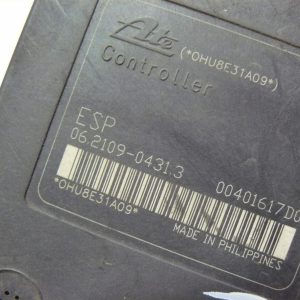 Ate (*OHU8E31A09*)
Controller
ESP
06.2109-0431.3
00401617D0
*OHU8E31A09*
MADE IN PHILIPPINES